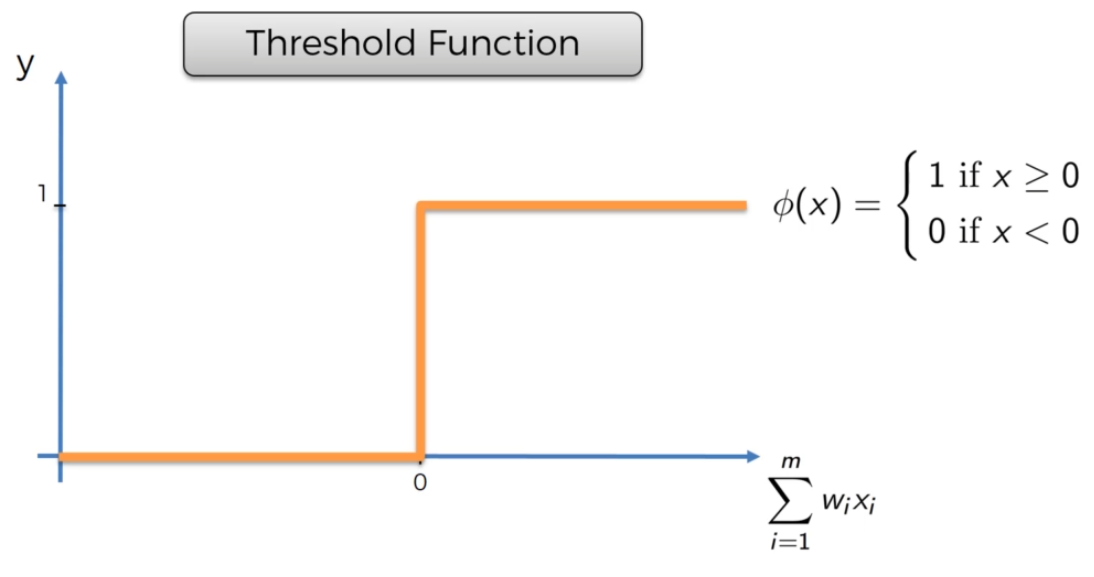 Threshold Function
y
1
ϕ(x) = { 1 if x ≥ 0
0 if x < 0
0
m
∑ wᵢxᵢ
i=1